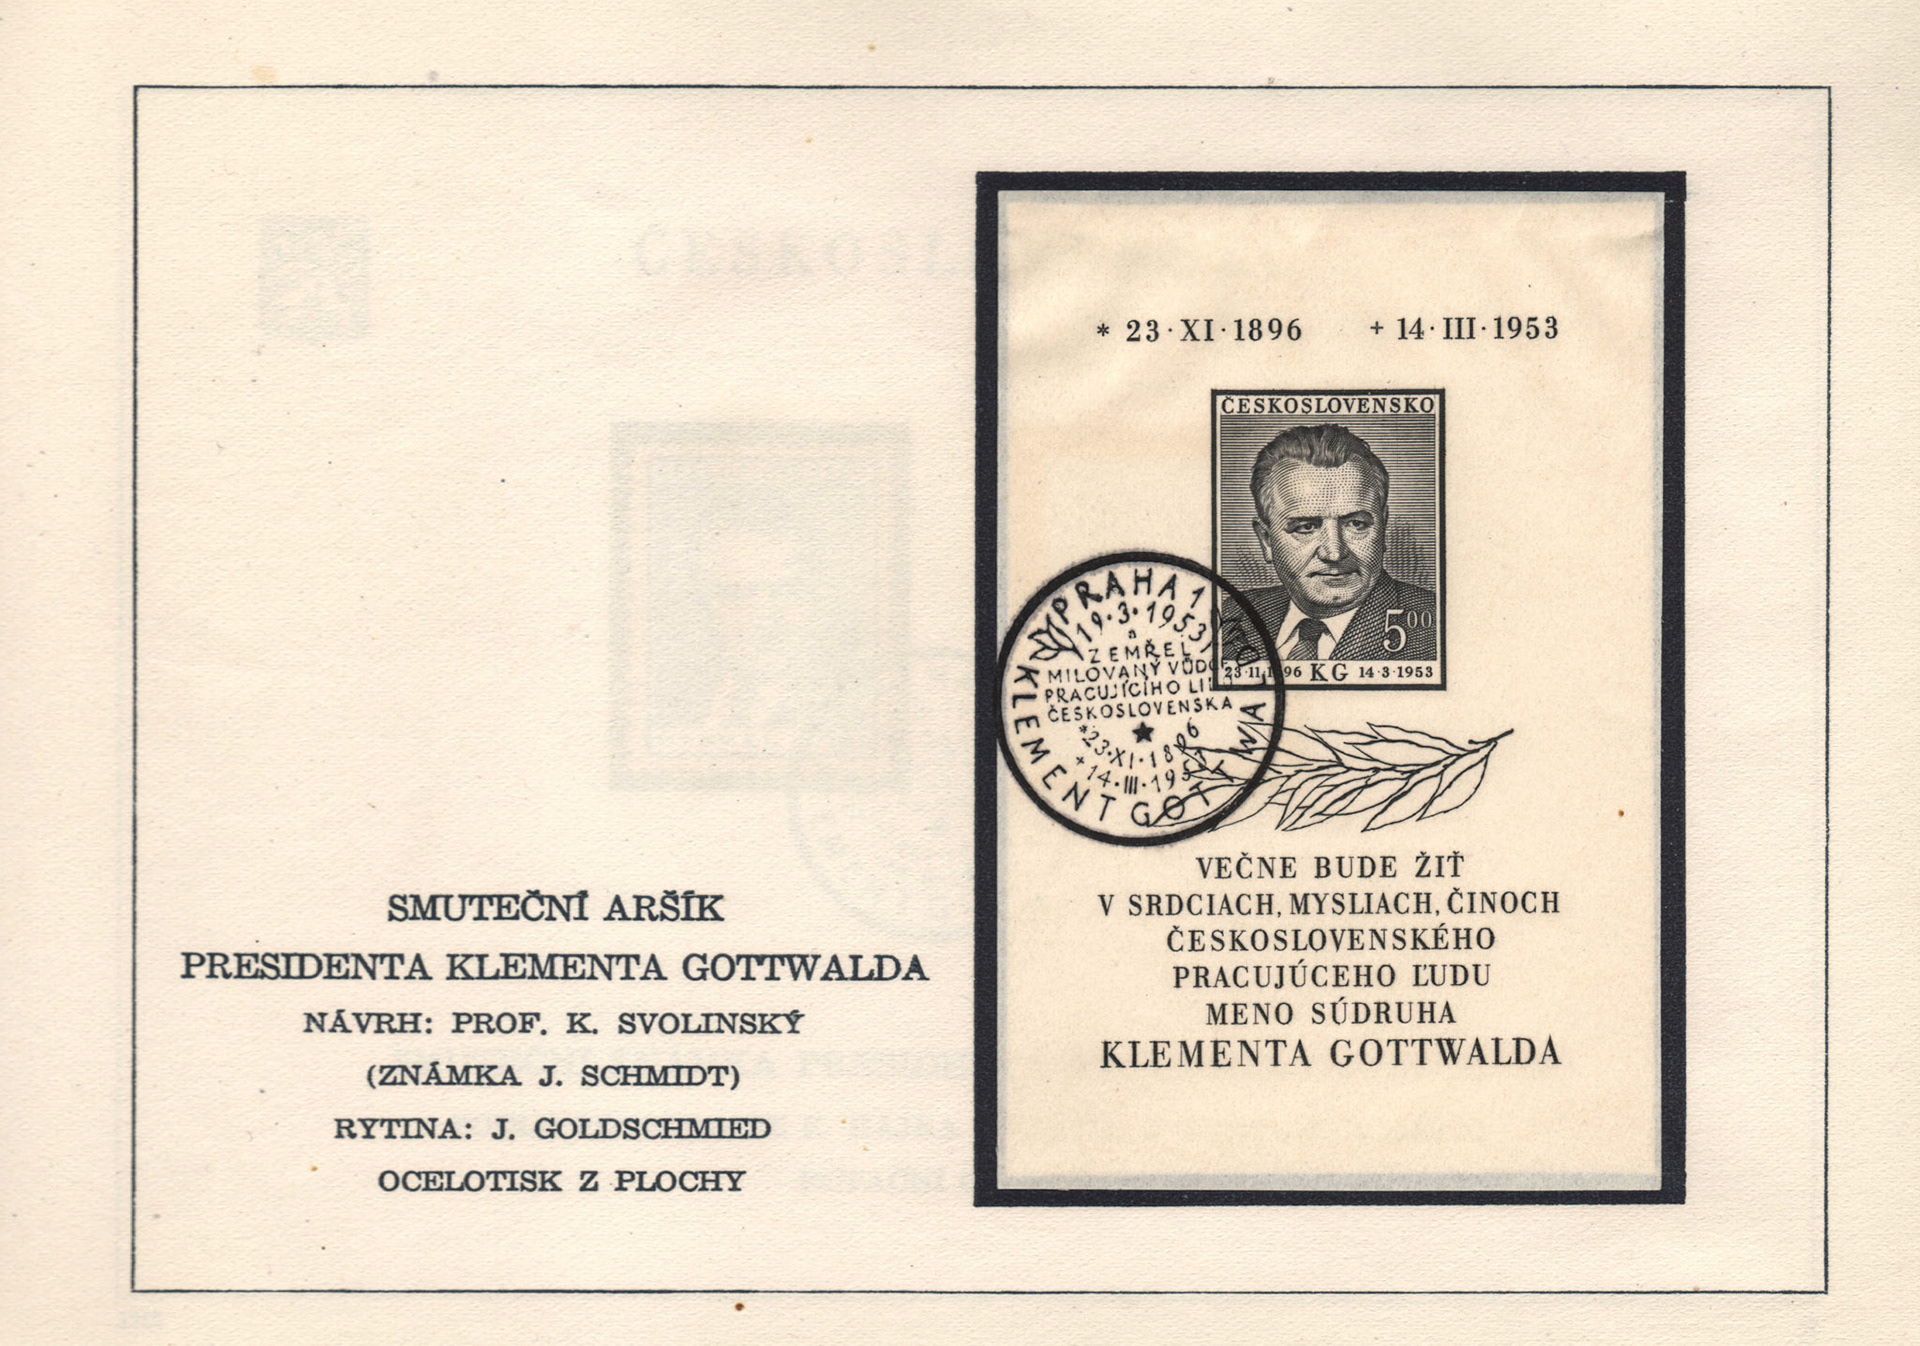 SMUTEČNÍ ARŠÍK
PRESIDENTA KLEMENTA GOTTWALDA
NÁVRH: PROF. K. SVOLINSKÝ
(ZNÁMKA J. SCHMIDT)
RYTINA: J. GOLDSCHMIED
OCELOTISK Z PLOCHY
* 23·XI·1896 + 14·III·1953
ČESKOSLOVENSKO
500
23·11·1896 KG 14·3·1953
PRAHA 1
19·3·1953
ZEMŘEL
MILOVANÝ VŮDCE
PRACUJÍCÍHO LIDU
ČESKOSLOVENSKA
*23·XI·1896
+14·III·1953
KLEMENT GOTTWALD
VEČNE BUDE ŽIŤ
V SRDCIACH, MYSLIACH, ČINOCH
ČESKOSLOVENSKÉHO
PRACUJÚCEHO ĽUDU
MENO SÚDRUHA
KLEMENTA GOTTWALDA